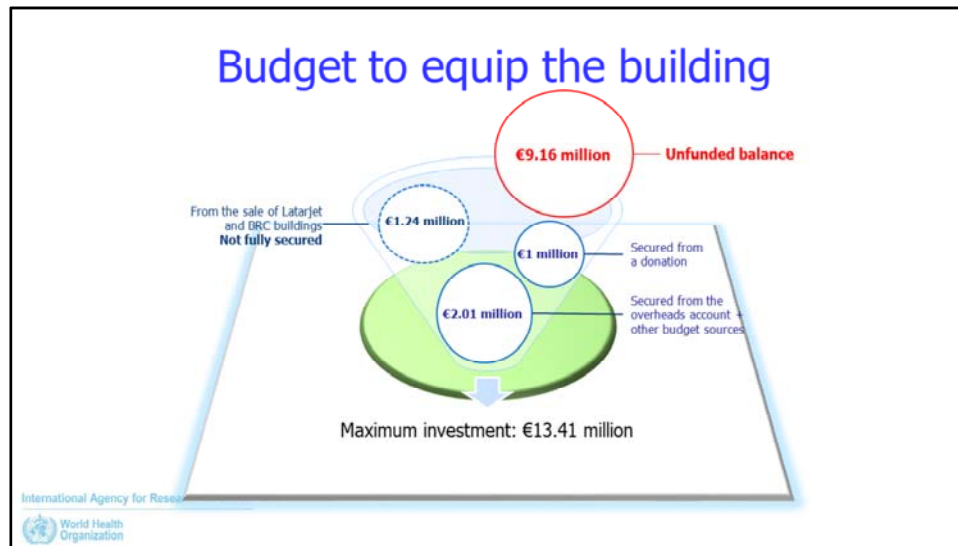 Budget to equip the building
€9.16 million
Unfunded balance
From the sale of Latarjet
and BRC buildings
Not fully secured
€1.24 million
€1 million
Secured from
a donation
€2.01 million
Secured from the
overheads account +
other budget sources
Maximum investment: €13.41 million
International Agency for Resea
World Health
Organization